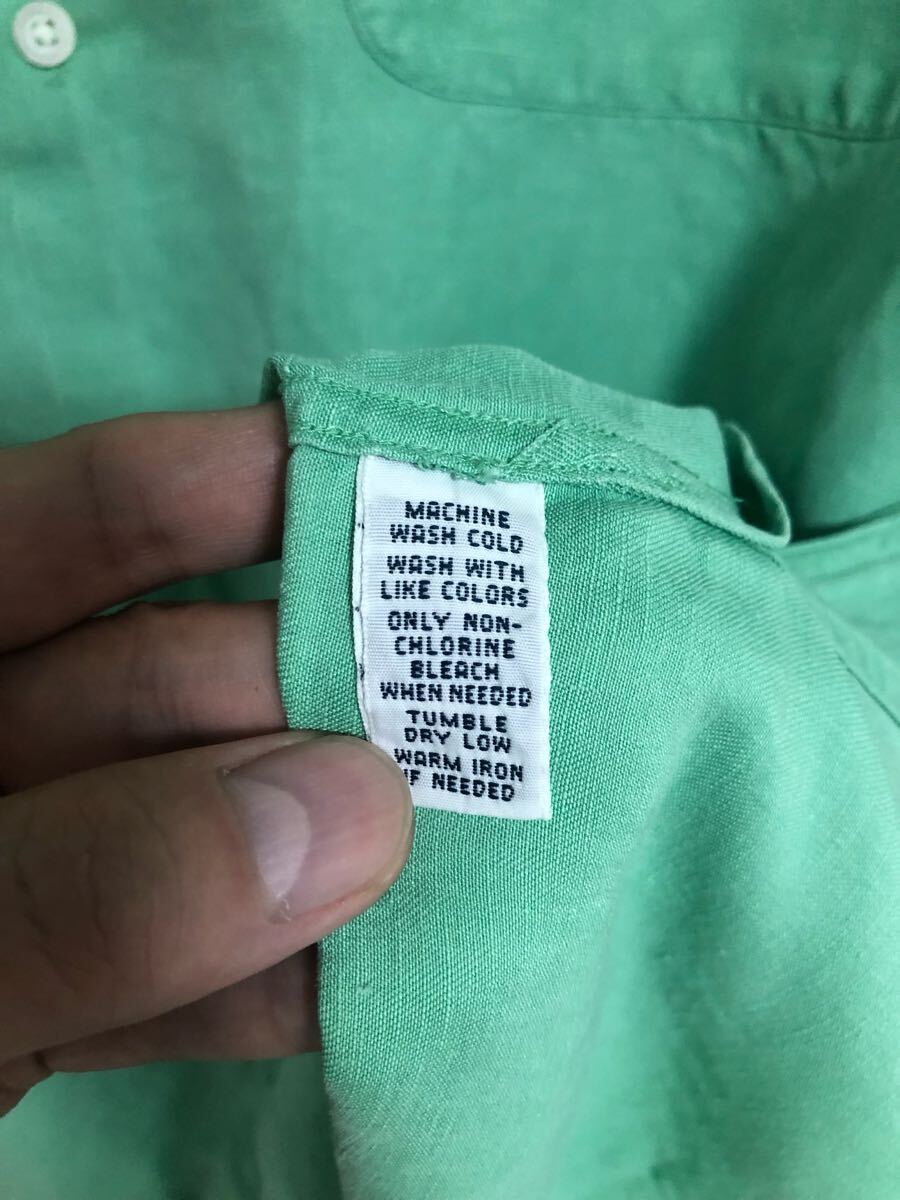 MACHINE
WASH COLD
WASH WITH
LIKE COLORS
ONLY NON-
CHLORINE
BLEACH
WHEN NEEDED
TUMBLE
DRY LOW
WARM IRON
IF NEEDED